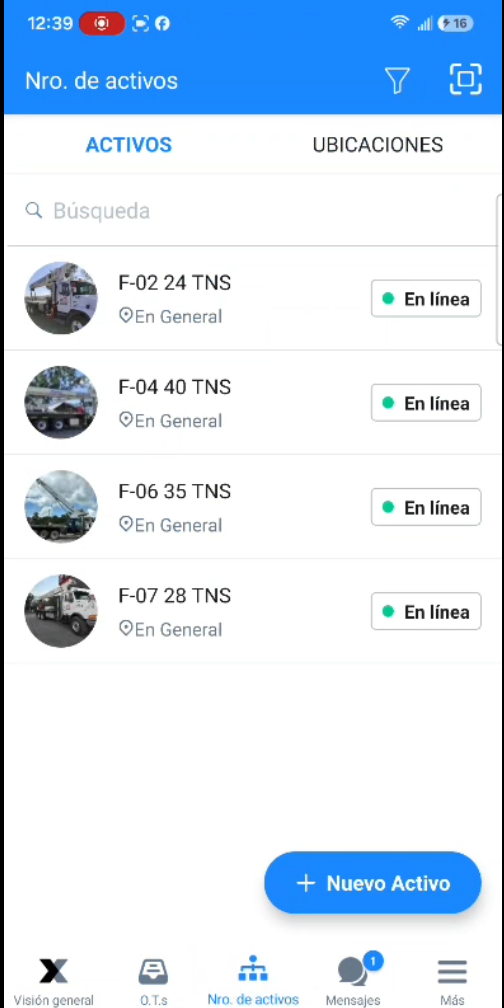 12:39
16
Nro. de activos
ACTIVOS
UBICACIONES
Búsqueda
F-02 24 TNS
En General
En línea
F-04 40 TNS
En General
En línea
F-06 35 TNS
En General
En línea
F-07 28 TNS
En General
En línea
+ Nuevo Activo
1
Visión general
O.T.s
Nro. de activos
Mensajes
Más